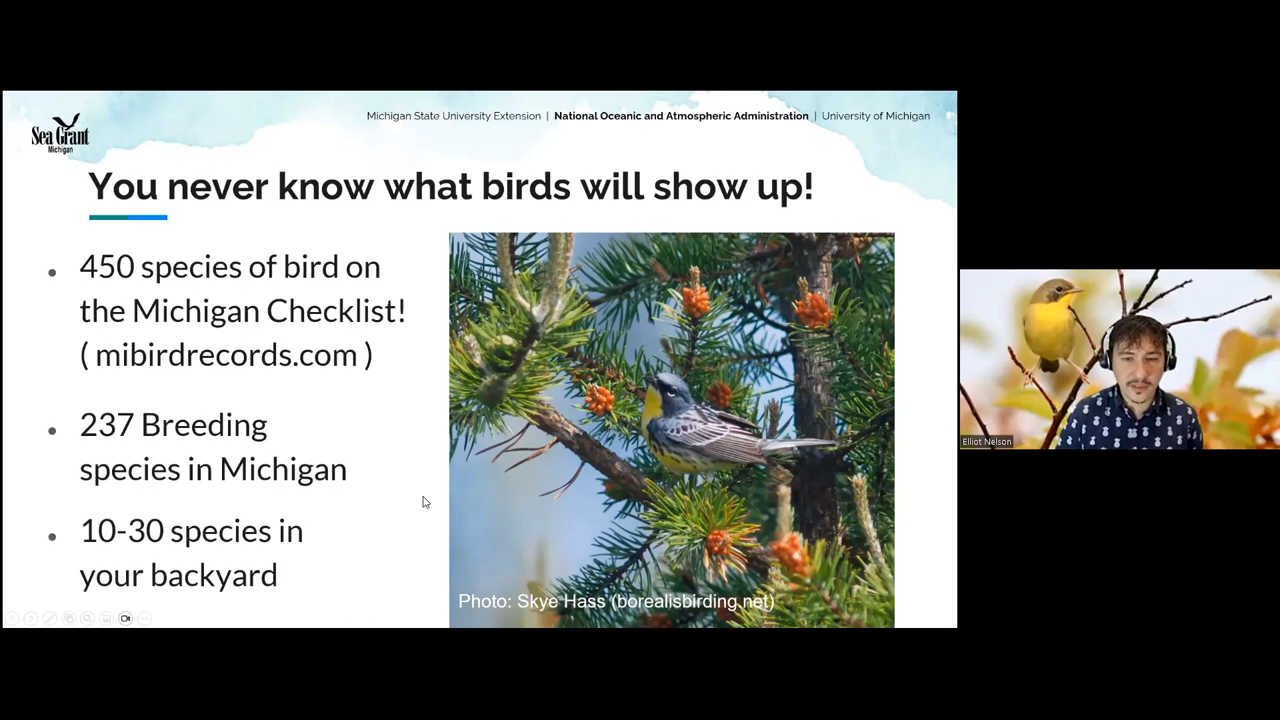 Sea Grant
Michigan
Michigan State University Extension | National Oceanic and Atmospheric Administration | University of Michigan
You never know what birds will show up!
• 450 species of bird on
the Michigan Checklist!
( mibirdrecords.com )
• 237 Breeding
species in Michigan
• 10-30 species in
your backyard
Photo: Skye Hass (borealisbirding.net)
Elliot Nelson